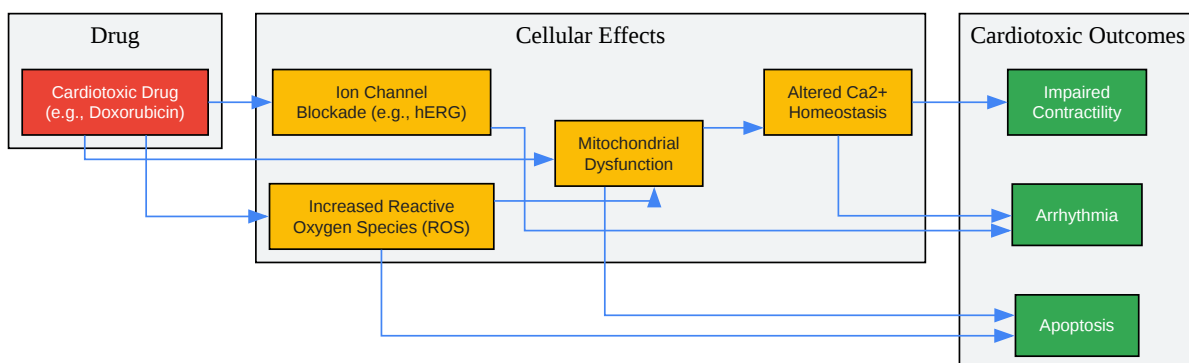 Drug
Cellular Effects
Cardiotoxic Outcomes
Cardiotoxic Drug
(e.g., Doxorubicin)
Ion Channel
Blockade (e.g., hERG)
Altered Ca2+
Homeostasis
Impaired
Contractility
Mitochondrial
Dysfunction
Increased Reactive
Oxygen Species (ROS)
Arrhythmia
Apoptosis